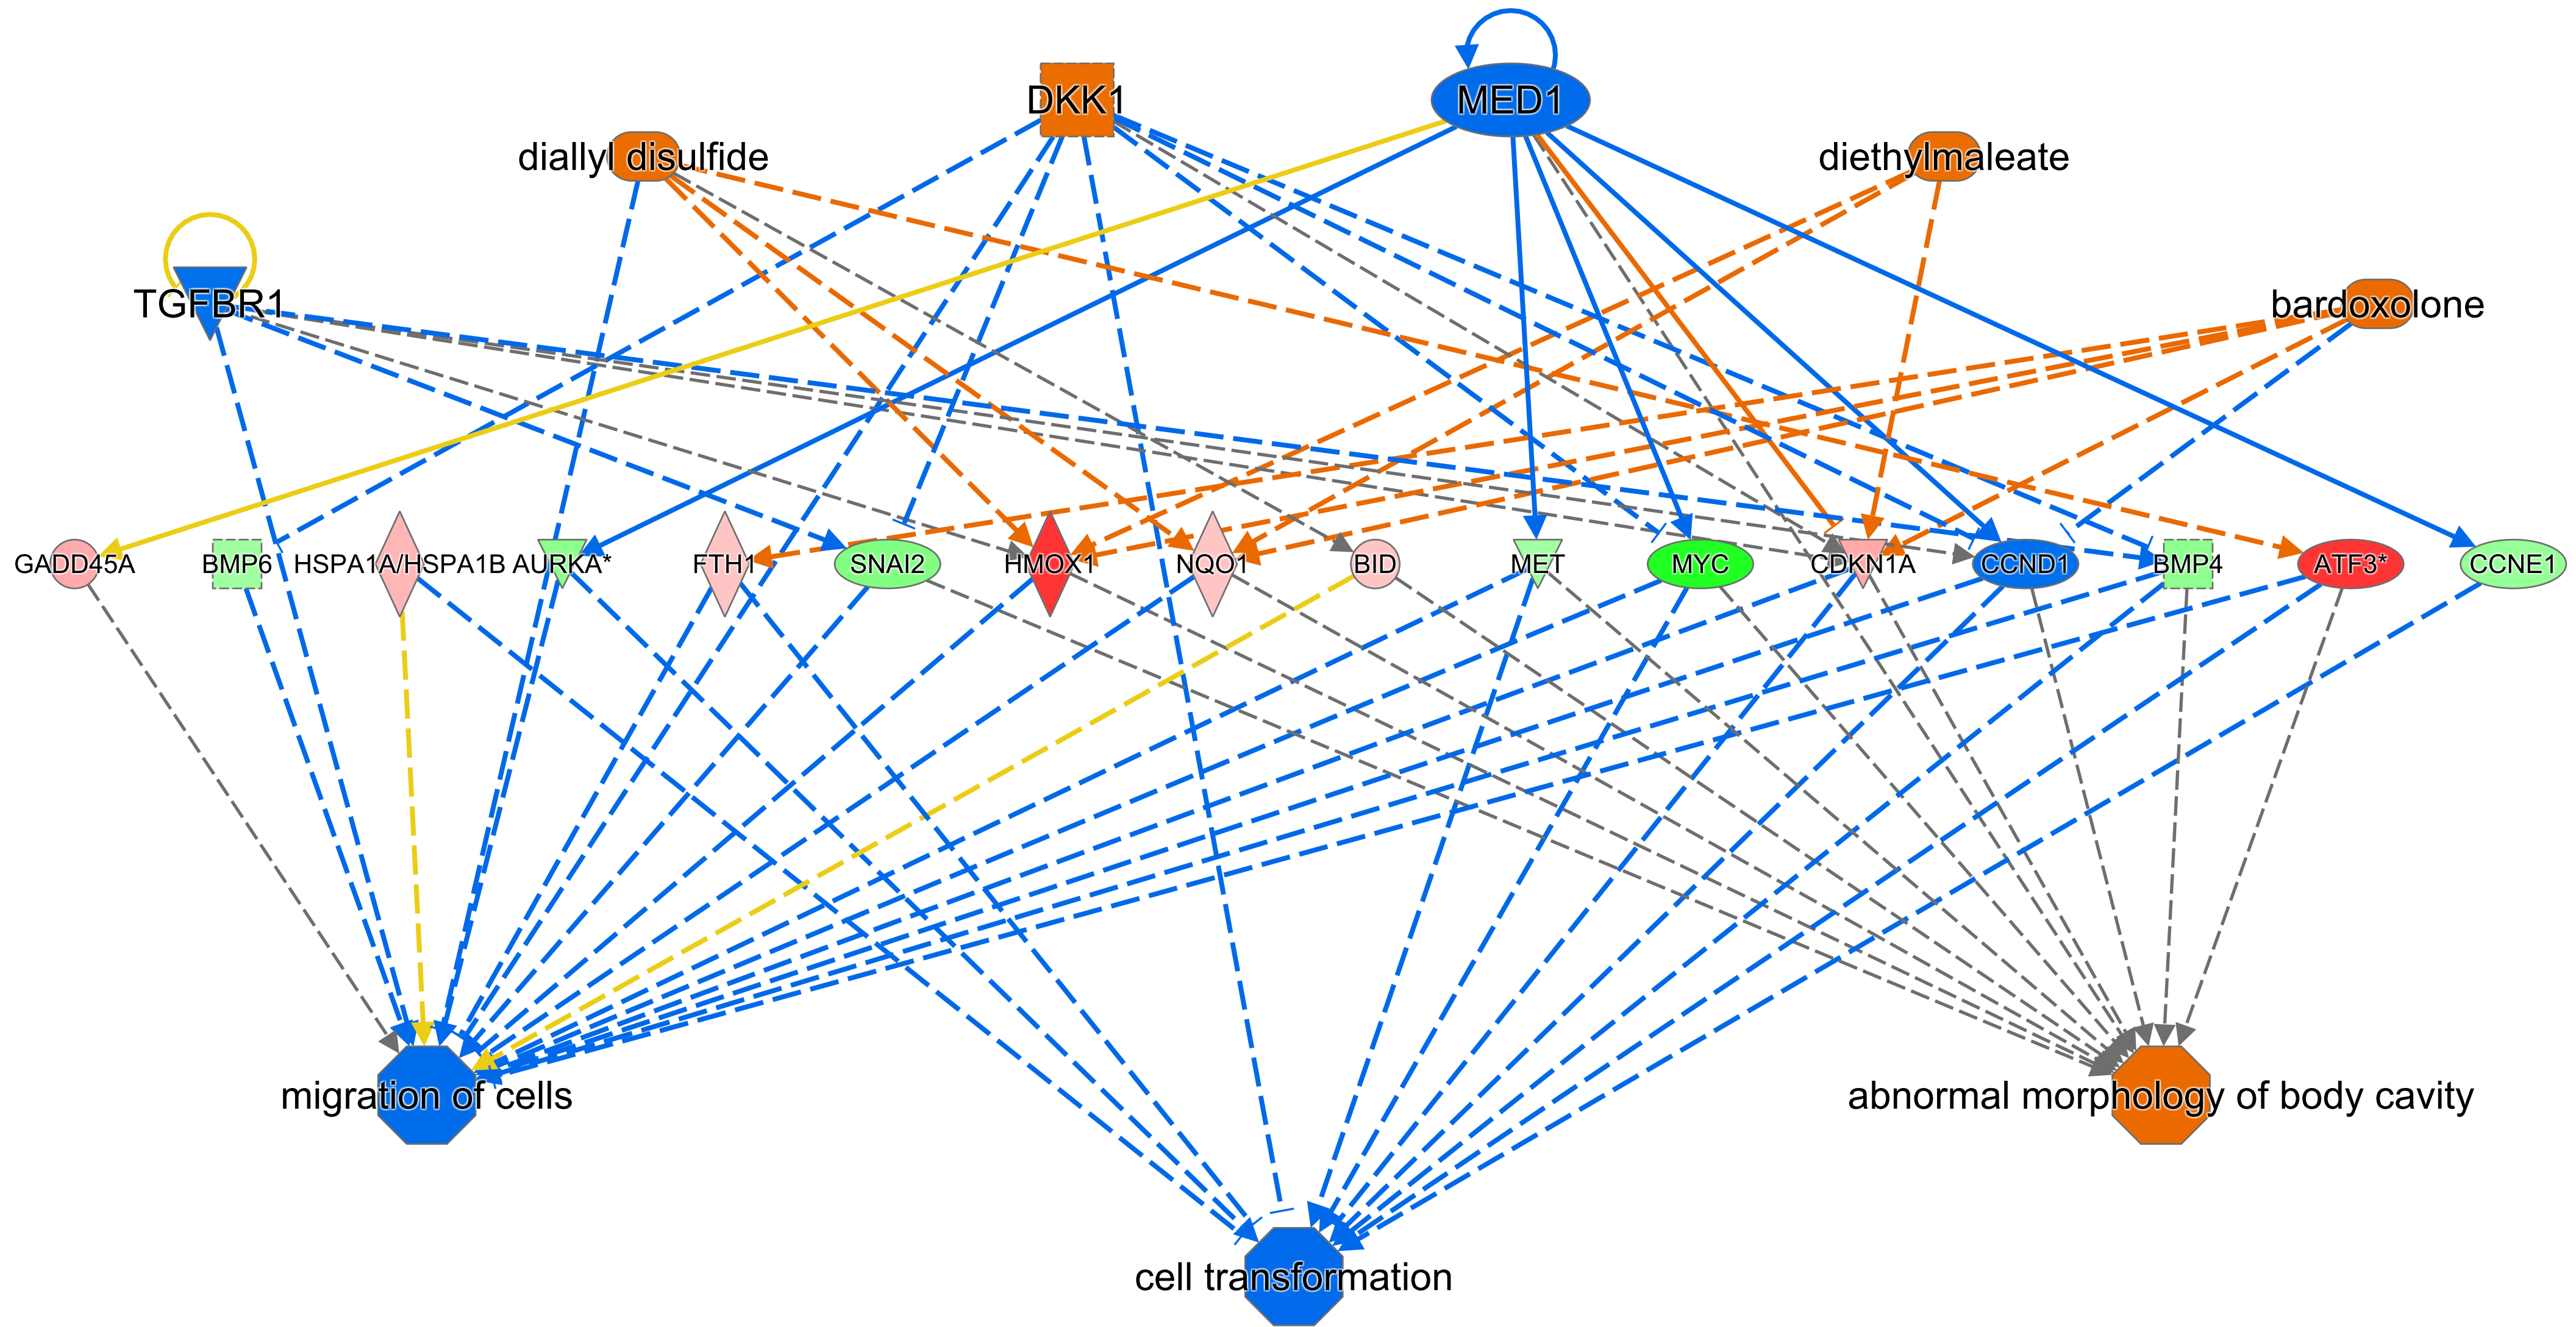 DKK1
MED1
diallyl disulfide
diethylmaleate
TGFBR1
bardoxolone
GADD45A
BMP6
HSPA1A/HSPA1B
AURKA*
FTH1
SNAI2
HMOX1
NQO1
BID
MET
MYC
CDKN1A
CCND1
BMP4
ATF3*
CCNE1
migration of cells
abnormal morphology of body cavity
cell transformation